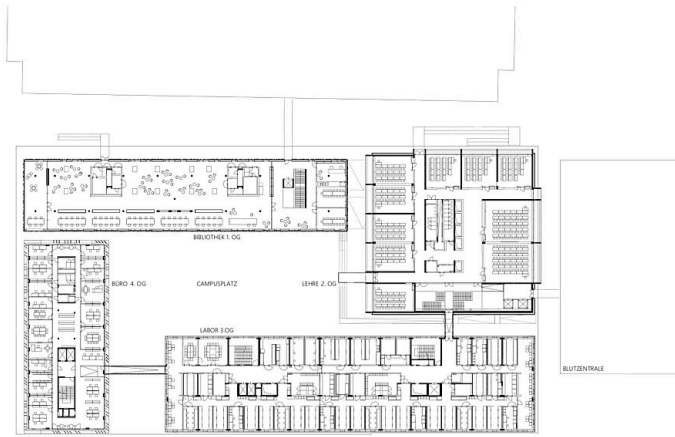 BIBLIOTHEK 1. OG
BÜRO  4. OG
CAMPUSPLATZ
LEHRE 2. OG
LABOR 3.OG
BLUTZENTRALE